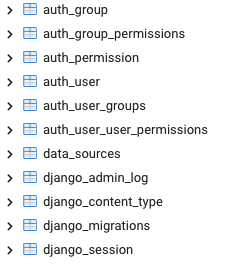 auth_group
auth_group_permissions
auth_permission
auth_user
auth_user_groups
auth_user_user_permissions
data_sources
django_admin_log
django_content_type
django_migrations
django_session